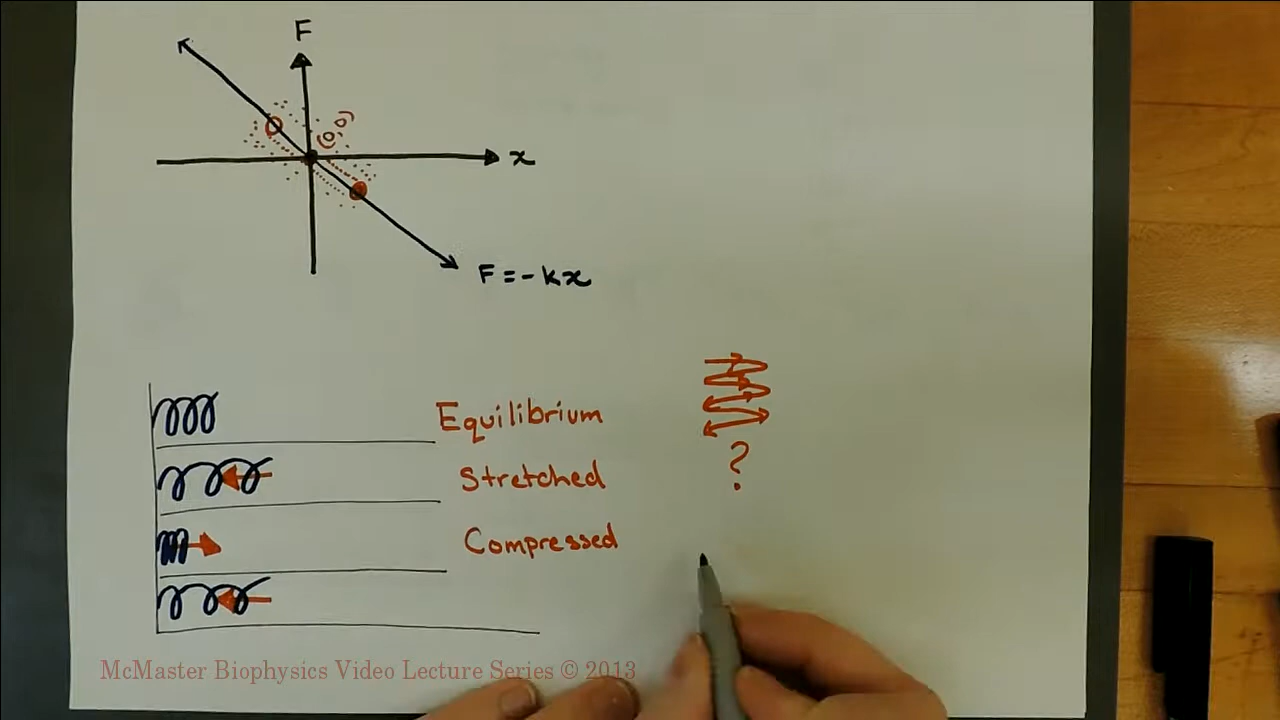 F
(0,0)
x
F=-kx
Equilibrium
Stretched
?
Compressed
McMaster Biophysics Video Lecture Series © 2013